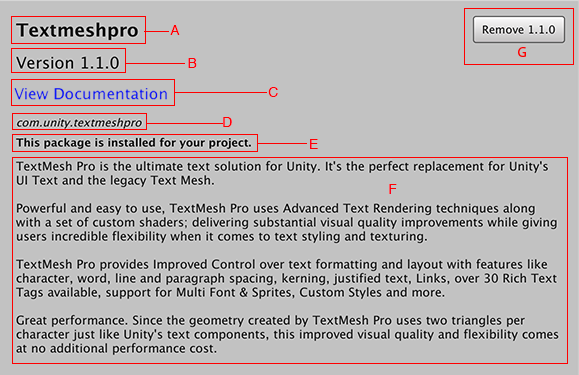 Textmeshpro A
Remove 1.1.0
G
Version 1.1.0 B
View Documentation C
com.unity.textmeshpro D
This package is installed for your project. E
TextMesh Pro is the ultimate text solution for Unity. It's the perfect replacement for Unity's
UI Text and the legacy Text Mesh.
F
Powerful and easy to use, TextMesh Pro uses Advanced Text Rendering techniques along
with a set of custom shaders; delivering substantial visual quality improvements while giving
users incredible flexibility when it comes to text styling and texturing.
TextMesh Pro provides Improved Control over text formatting and layout with features like
character, word, line and paragraph spacing, kerning, justified text, Links, over 30 Rich Text
Tags available, support for Multi Font & Sprites, Custom Styles and more.
Great performance. Since the geometry created by TextMesh Pro uses two triangles per
character just like Unity's text components, this improved visual quality and flexibility comes
at no additional performance cost.